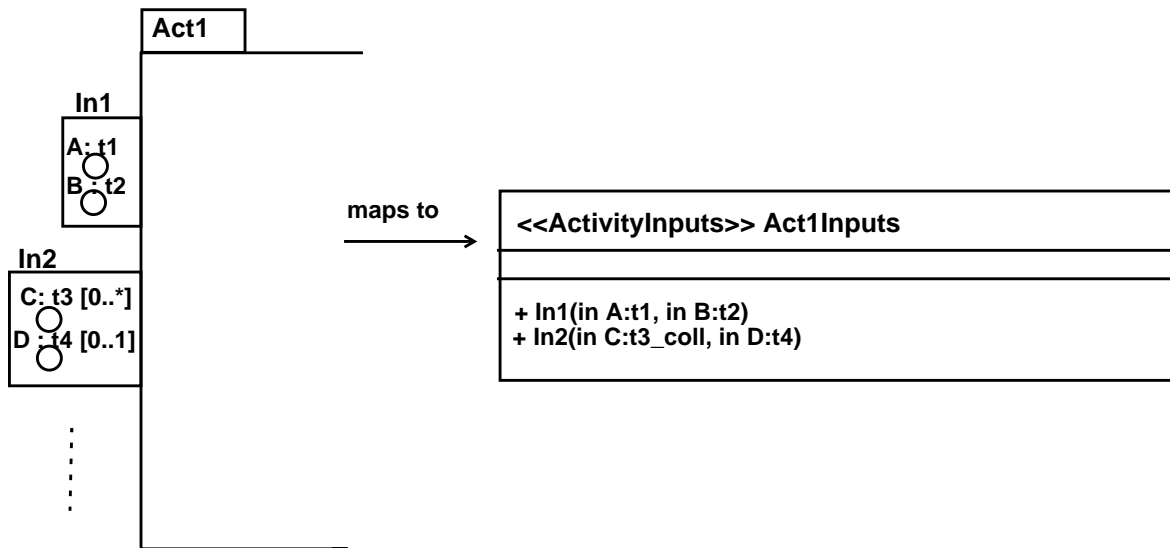 Act1
In1
A: t1
B : t2
In2
C: t3 [0..*]
D : t4 [0..1]
maps to
<<ActivityInputs>> Act1Inputs
+ In1(in A:t1, in B:t2)
+ In2(in C:t3_coll, in D:t4)